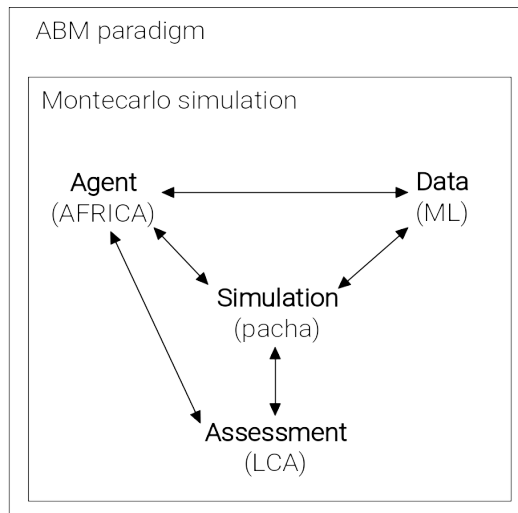 ABM paradigm
Montecarlo simulation
Agent
(AFRICA)
Data
(ML)
Simulation
(pacha)
Assessment
(LCA)